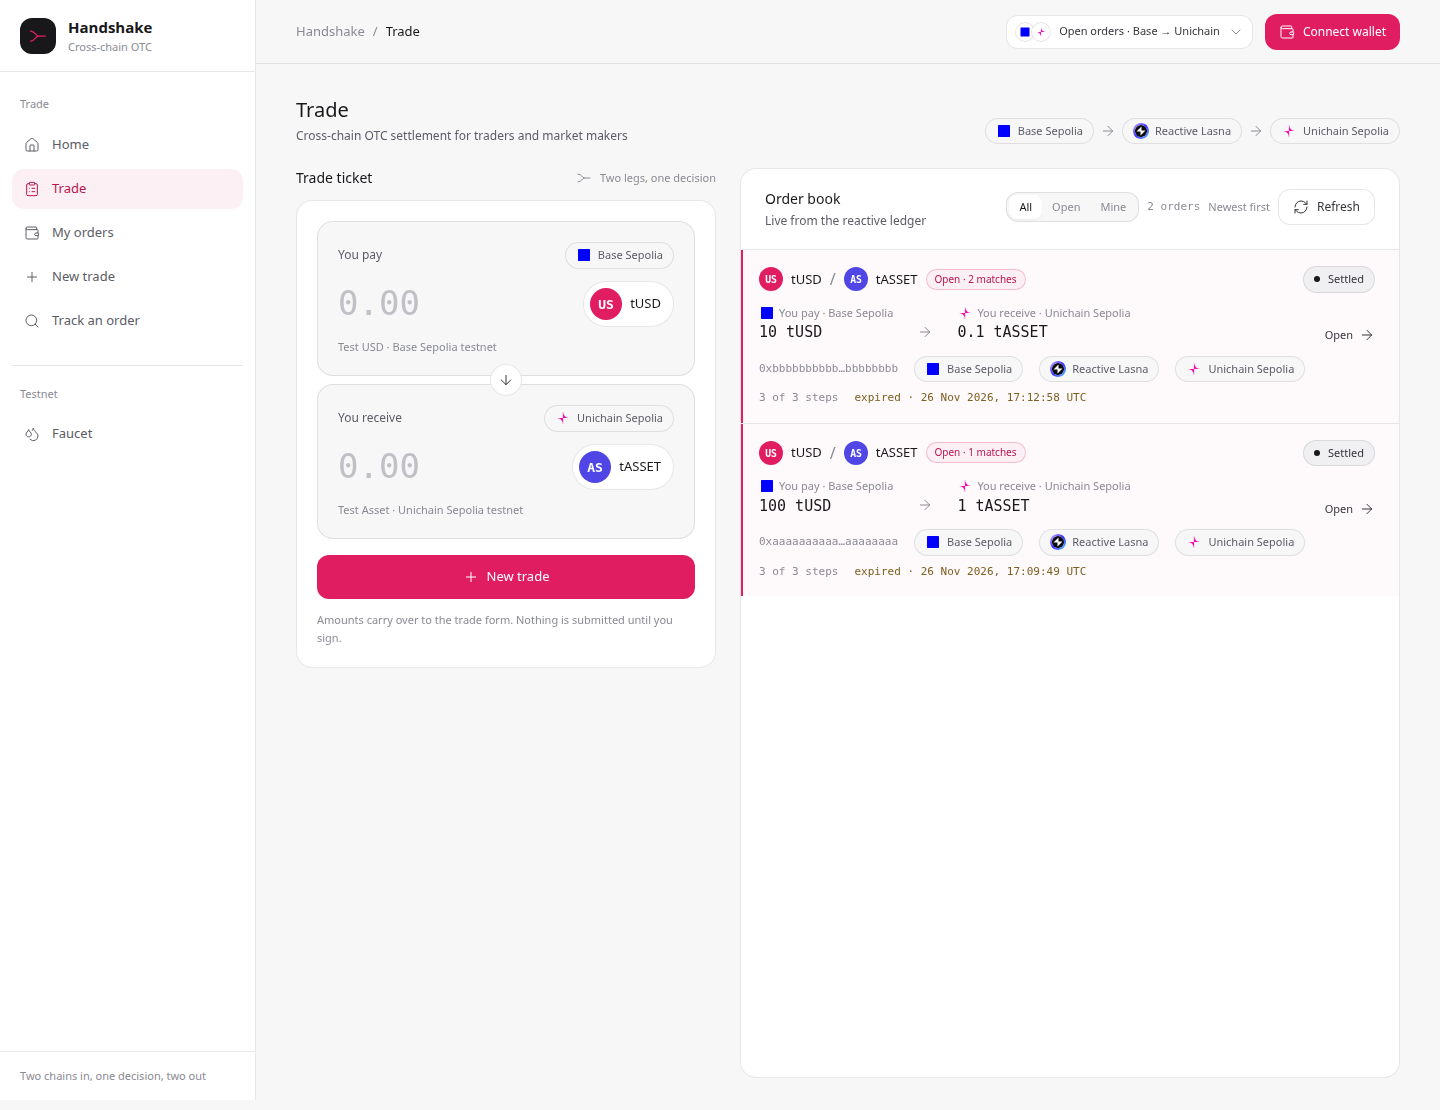 Handshake
Cross-chain OTC
Trade
Home
Trade
My orders
New trade
Track an order
Testnet
Faucet
Two chains in, one decision, two out
Handshake / Trade
Open orders · Base → Unichain
Connect wallet
Trade
Cross-chain OTC settlement for traders and market makers
Base Sepolia → Reactive Lasna → Unichain Sepolia
Trade ticket
Two legs, one decision
You pay
Base Sepolia
0.00
US tUSD
Test USD · Base Sepolia testnet
You receive
Unichain Sepolia
0.00
AS tASSET
Test Asset · Unichain Sepolia testnet
New trade
Amounts carry over to the trade form. Nothing is submitted until you
sign.
Order book
Live from the reactive ledger
All Open Mine
2 orders
Newest first
Refresh
US tUSD / AS tASSET Open · 2 matches
Settled
You pay · Base Sepolia
You receive · Unichain Sepolia
10 tUSD → 0.1 tASSET
Open →
0xbbbbbbbbbb…bbbbbbbb Base Sepolia Reactive Lasna Unichain Sepolia
3 of 3 steps expired · 26 Nov 2026, 17:12:58 UTC
US tUSD / AS tASSET Open · 1 matches
Settled
You pay · Base Sepolia
You receive · Unichain Sepolia
100 tUSD → 1 tASSET
Open →
0xaaaaaaaaaa…aaaaaaaa Base Sepolia Reactive Lasna Unichain Sepolia
3 of 3 steps expired · 26 Nov 2026, 17:09:49 UTC